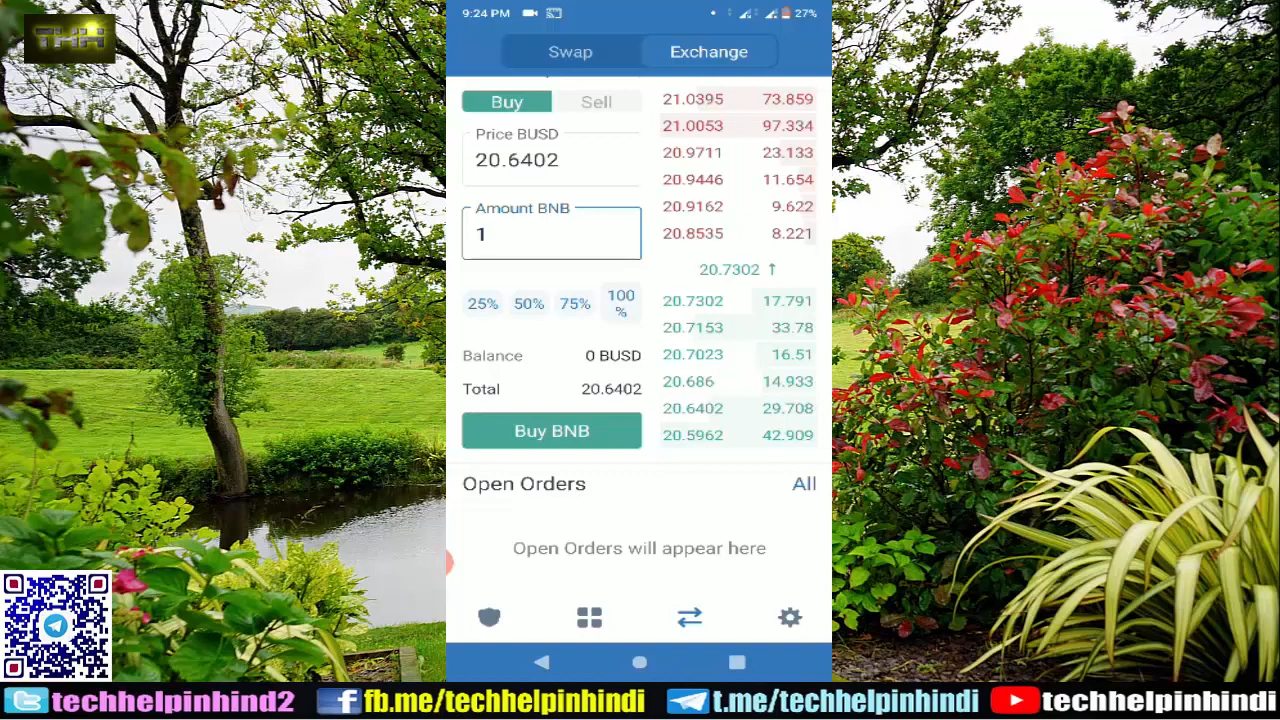 THH
9:24 PM
27%
Swap
Exchange
Buy
Sell
Price BUSD
20.6402
Amount BNB
1
25%
50%
75%
100
%
Balance
0 BUSD
Total
20.6402
Buy BNB
21.0395 73.859
21.0053 97.334
20.9711 23.133
20.9446 11.654
20.9162 9.622
20.8535 8.221
20.7302 ↑
20.7302 17.791
20.7153 33.78
20.7023 16.51
20.686 14.933
20.6402 29.708
20.5962 42.909
Open Orders
All
Open Orders will appear here
techhelpinhind2
fb.me/techhelpinhindi
t.me/techhelpinhindi
techhelpinhindi